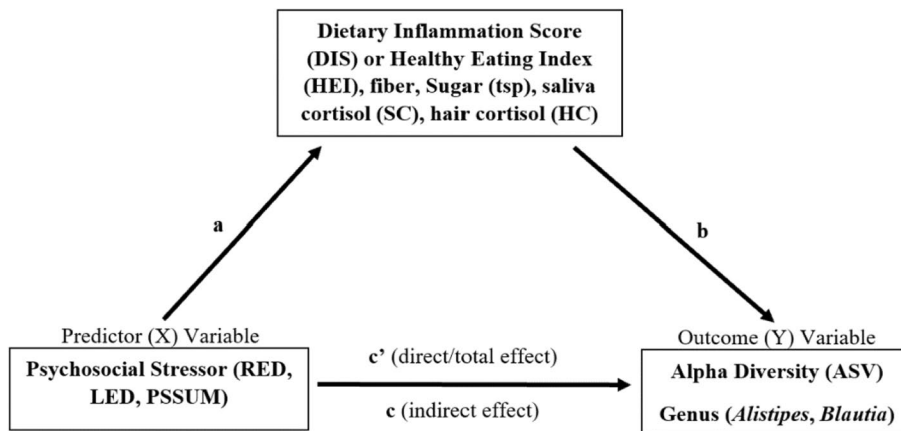 Dietary Inflammation Score
(DIS) or Healthy Eating Index
(HEI), fiber, Sugar (tsp), saliva
cortisol (SC), hair cortisol (HC)
a
b
Predictor (X) Variable
Psychosocial Stressor (RED,
LED, PSSUM)
c’ (direct/total effect)
c (indirect effect)
Outcome (Y) Variable
Alpha Diversity (ASV)
Genus (Alistipes, Blautia)